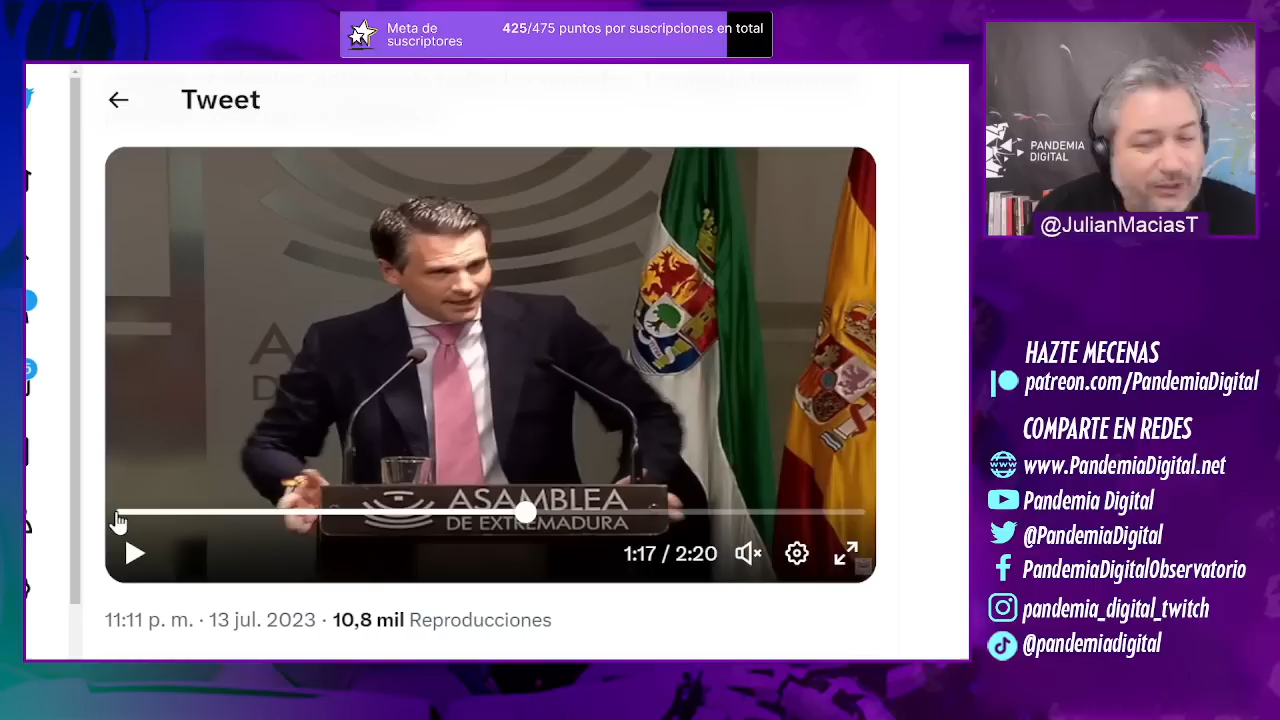 Meta de
suscriptores
425/475 puntos por suscripciones en total
Tweet
ASAMBLEA
DE EXTREMADURA
1:17 / 2:20
11:11 p. m. · 13 jul. 2023 · 10,8 mil Reproducciones
PANDEMIA
DIGITAL
@JulianMaciasT
HAZTE MECENAS
patreon.com/PandemiaDigital
COMPARTE EN REDES
www.PandemiaDigital.net
Pandemia Digital
@PandemiaDigital
PandemiaDigitalObservatorio
pandemia_digital_twitch
@pandemiadigital